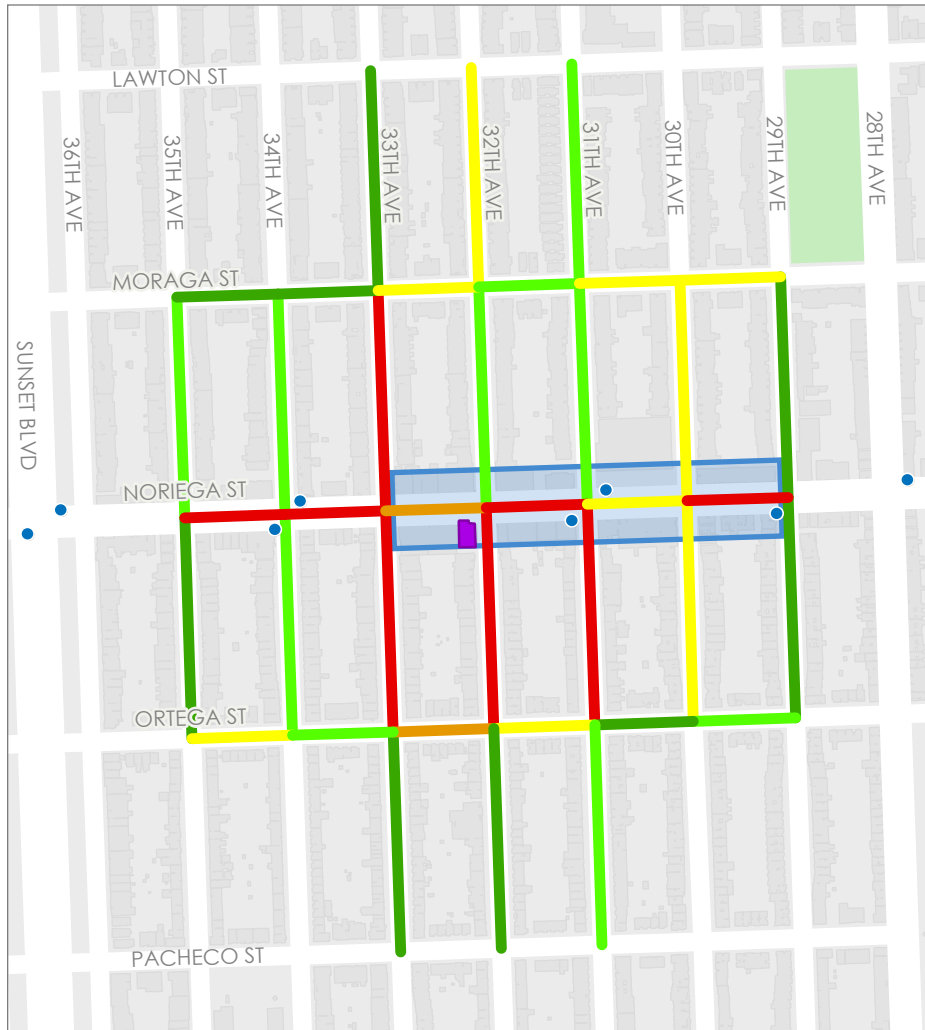 LAWTON ST
36TH AVE
35TH AVE
34TH AVE
33TH AVE
32TH AVE
31TH AVE
30TH AVE
29TH AVE
28TH AVE
MORAGA ST
SUNSET BLVD
NORIEGA ST
ORTEGA ST
PACHECO ST